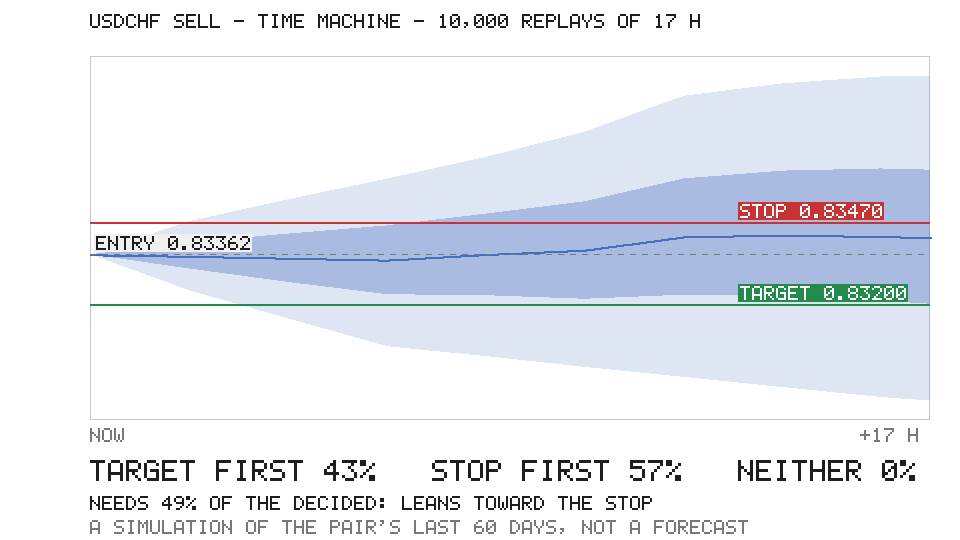 USDCHF SELL - TIME MACHINE - 10,000 REPLAYS OF 17 H
STOP 0.83470
ENTRY 0.83362
TARGET 0.83200
NOW +17 H
TARGET FIRST 43% STOP FIRST 57% NEITHER 0%
NEEDS 49% OF THE DECIDED: LEANS TOWARD THE STOP
A SIMULATION OF THE PAIR'S LAST 60 DAYS, NOT A FORECAST